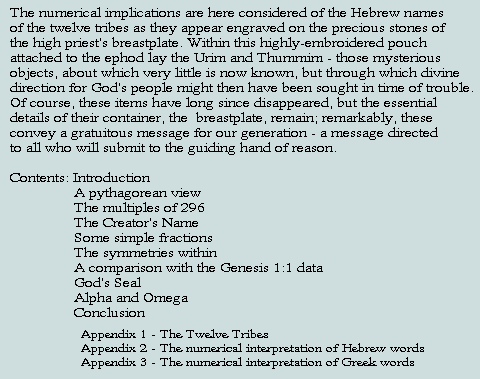 The numerical implications are here considered of the Hebrew names
of the twelve tribes as they appear engraved on the precious stones of
the high priest's breastplate. Within this highly-embroidered pouch
attached to the ephod lay the Urim and Thummim - those mysterious
objects, about which very little is now known, but through which divine
direction for God's people might then have been sought in time of trouble.
Of course, these items have long since disappeared, but the essential
details of their container, the breastplate, remain; remarkably, these
convey a gratuitous message for our generation - a message directed
to all who will submit to the guiding hand of reason.
Contents: Introduction
A pythagorean view
The multiples of 296
The Creator's Name
Some simple fractions
The symmetries within
A comparison with the Genesis 1:1 data
God's Seal
Alpha and Omega
Conclusion
Appendix 1 - The Twelve Tribes
Appendix 2 - The numerical interpretation of Hebrew words
Appendix 3 - The numerical interpretation of Greek words